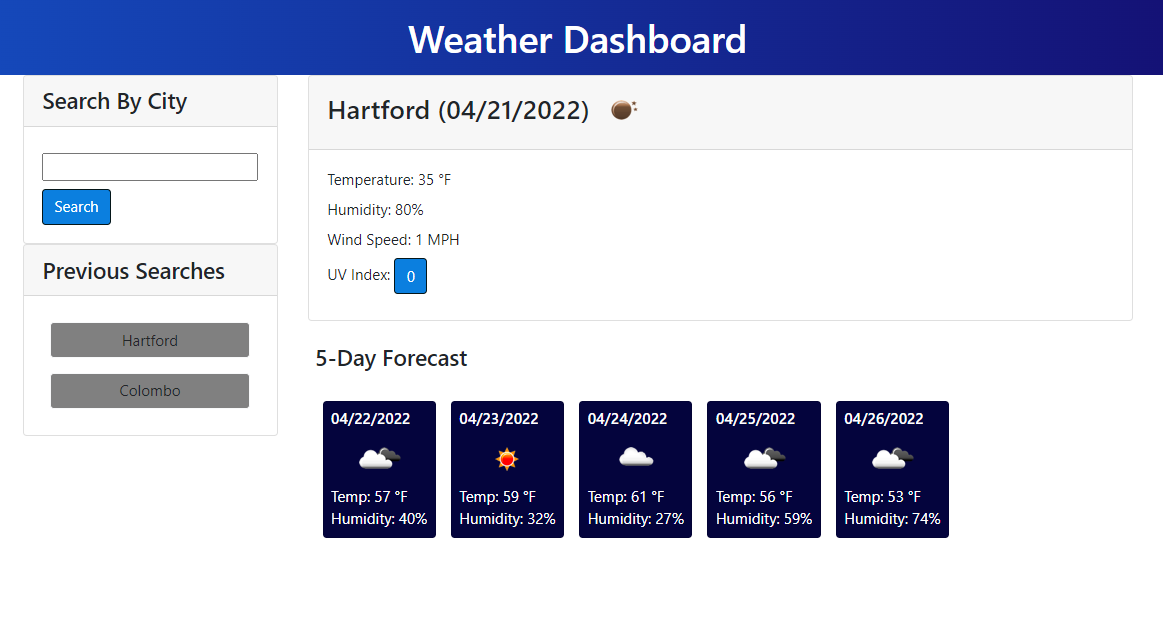 Weather Dashboard
Search By City
Search
Previous Searches
Hartford
Colombo
Hartford (04/21/2022)
Temperature: 35 °F
Humidity: 80%
Wind Speed: 1 MPH
UV Index: 0
5-Day Forecast
04/22/2022
Temp: 57 °F
Humidity: 40%
04/23/2022
Temp: 59 °F
Humidity: 32%
04/24/2022
Temp: 61 °F
Humidity: 27%
04/25/2022
Temp: 56 °F
Humidity: 59%
04/26/2022
Temp: 53 °F
Humidity: 74%